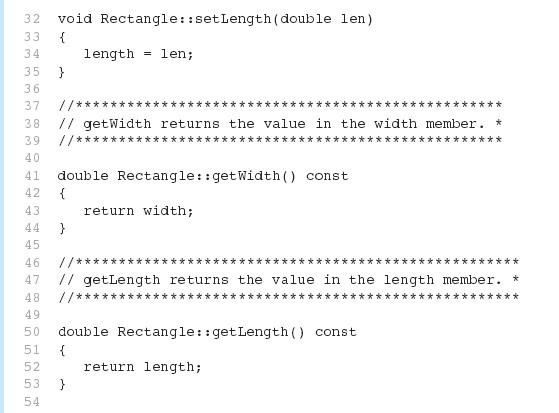 32 void Rectangle::setLength(double len)
33 {
34    length = len;
35 }
36
37 //**************************************************
38 // getWidth returns the value in the width member. *
39 //**************************************************
40
41 double Rectangle::getWidth() const
42 {
43    return width;
44 }
45
46 //****************************************************
47 // getLength returns the value in the length member. *
48 //****************************************************
49
50 double Rectangle::getLength() const
51 {
52    return length;
53 }
54